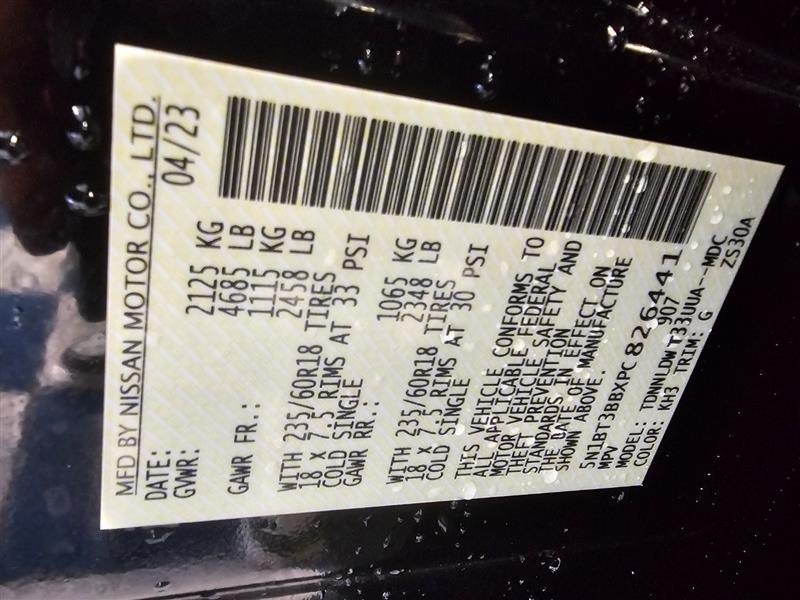 MFD BY NISSAN MOTOR CO., LTD.
DATE: 04/23
GVWR: 2125 KG
4685 LB
GAWR FR.: 1115 KG
2458 LB
WITH 235/60R18 TIRES
18 x 7.5 RIMS AT 33 PSI
COLD SINGLE
GAWR RR.: 1065 KG
2348 LB
WITH 235/60R18 TIRES
18 x 7.5 RIMS AT 30 PSI
COLD SINGLE
THIS VEHICLE CONFORMS TO
ALL APPLICABLE FEDERAL
MOTOR VEHICLE SAFETY AND
THEFT PREVENTION
STANDARDS IN EFFECT ON
THE DATE OF MANUFACTURE
SHOWN ABOVE.
5N1BT3BBXPC826441
MPV 907
MODEL: TDWNLDWT33UUA--MDC
COLOR: KH3 TRIM: G ZS30A